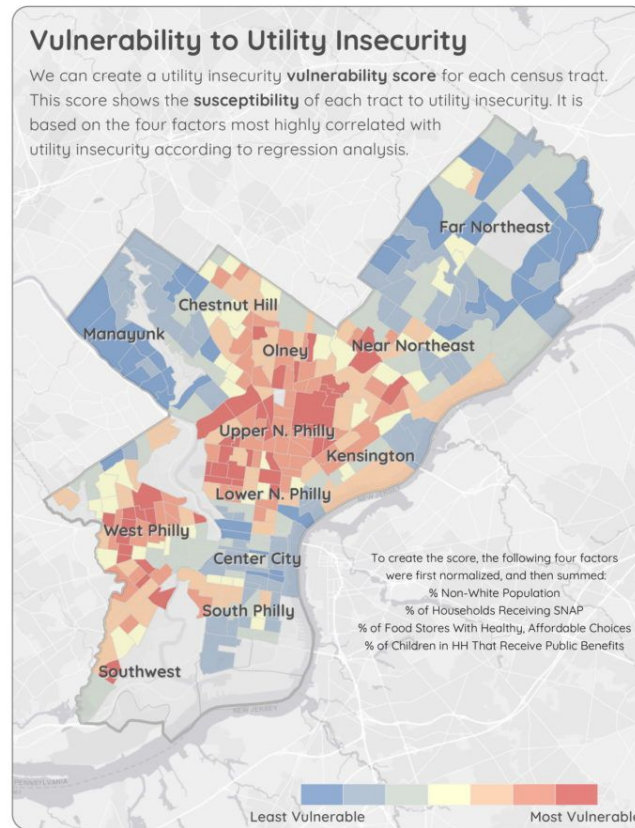 Vulnerability to Utility Insecurity
We can create a utility insecurity vulnerability score for each census tract.
This score shows the susceptibility of each tract to utility insecurity. It is
based on the four factors most highly correlated with
utility insecurity according to regression analysis.
Far Northeast
Chestnut Hill
Manayunk
Olney
Near Northeast
Upper N. Philly
Kensington
Lower N. Philly
West Philly
Center City
South Philly
Southwest
To create the score, the following four factors
were first normalized, and then summed:
% Non-White Population
% of Households Receiving SNAP
% of Food Stores With Healthy, Affordable Choices
% of Children in HH That Receive Public Benefits
NEW JERSEY
PENNSYLVANIA
Least Vulnerable
Most Vulnerable